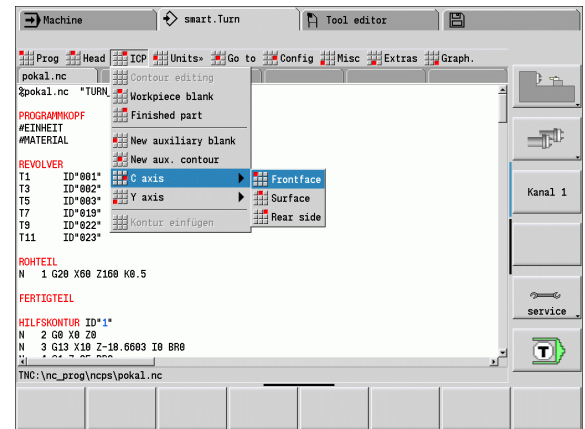 Machine smart.Turn Tool editor
Prog Head ICP Units» Go to Config Misc Extras Graph.
pokal.nc
Contour editing
%pokal.nc "TURN_
Workpiece blank
PROGRAMMKOPF
Finished part
#EINHEIT
#MATERIAL
New auxiliary blank
New aux. contour
REVOLVER
T1 ID"001"
C axis
Frontface
T3 ID"002"
Y axis
Surface
T5 ID"003"
T7 ID"019"
Kontur einfügen
Rear side
T9 ID"022"
T11 ID"023"
ROHTEIL
N 1 G20 X60 Z160 K0.5
FERTIGTEIL
HILFSKONTUR ID"1"
N 2 G0 X0 Z0
N 3 G13 X10 Z-18.6603 I0 BR0
TNC:\nc_prog\ncps\pokal.nc
Kanal 1
service
T